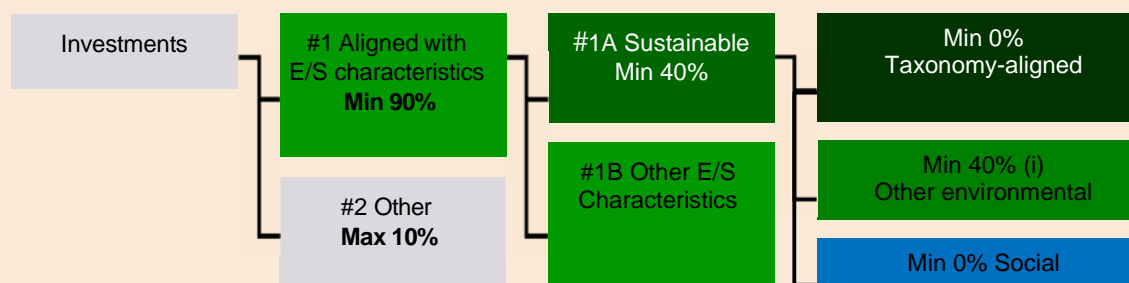 Investments
#1 Aligned with
E/S characteristics
Min 90%
#2 Other
Max 10%
#1A Sustainable
Min 40%
#1B Other E/S
Characteristics
Min 0%
Taxonomy-aligned
Min 40% (i)
Other environmental
Min 0% Social